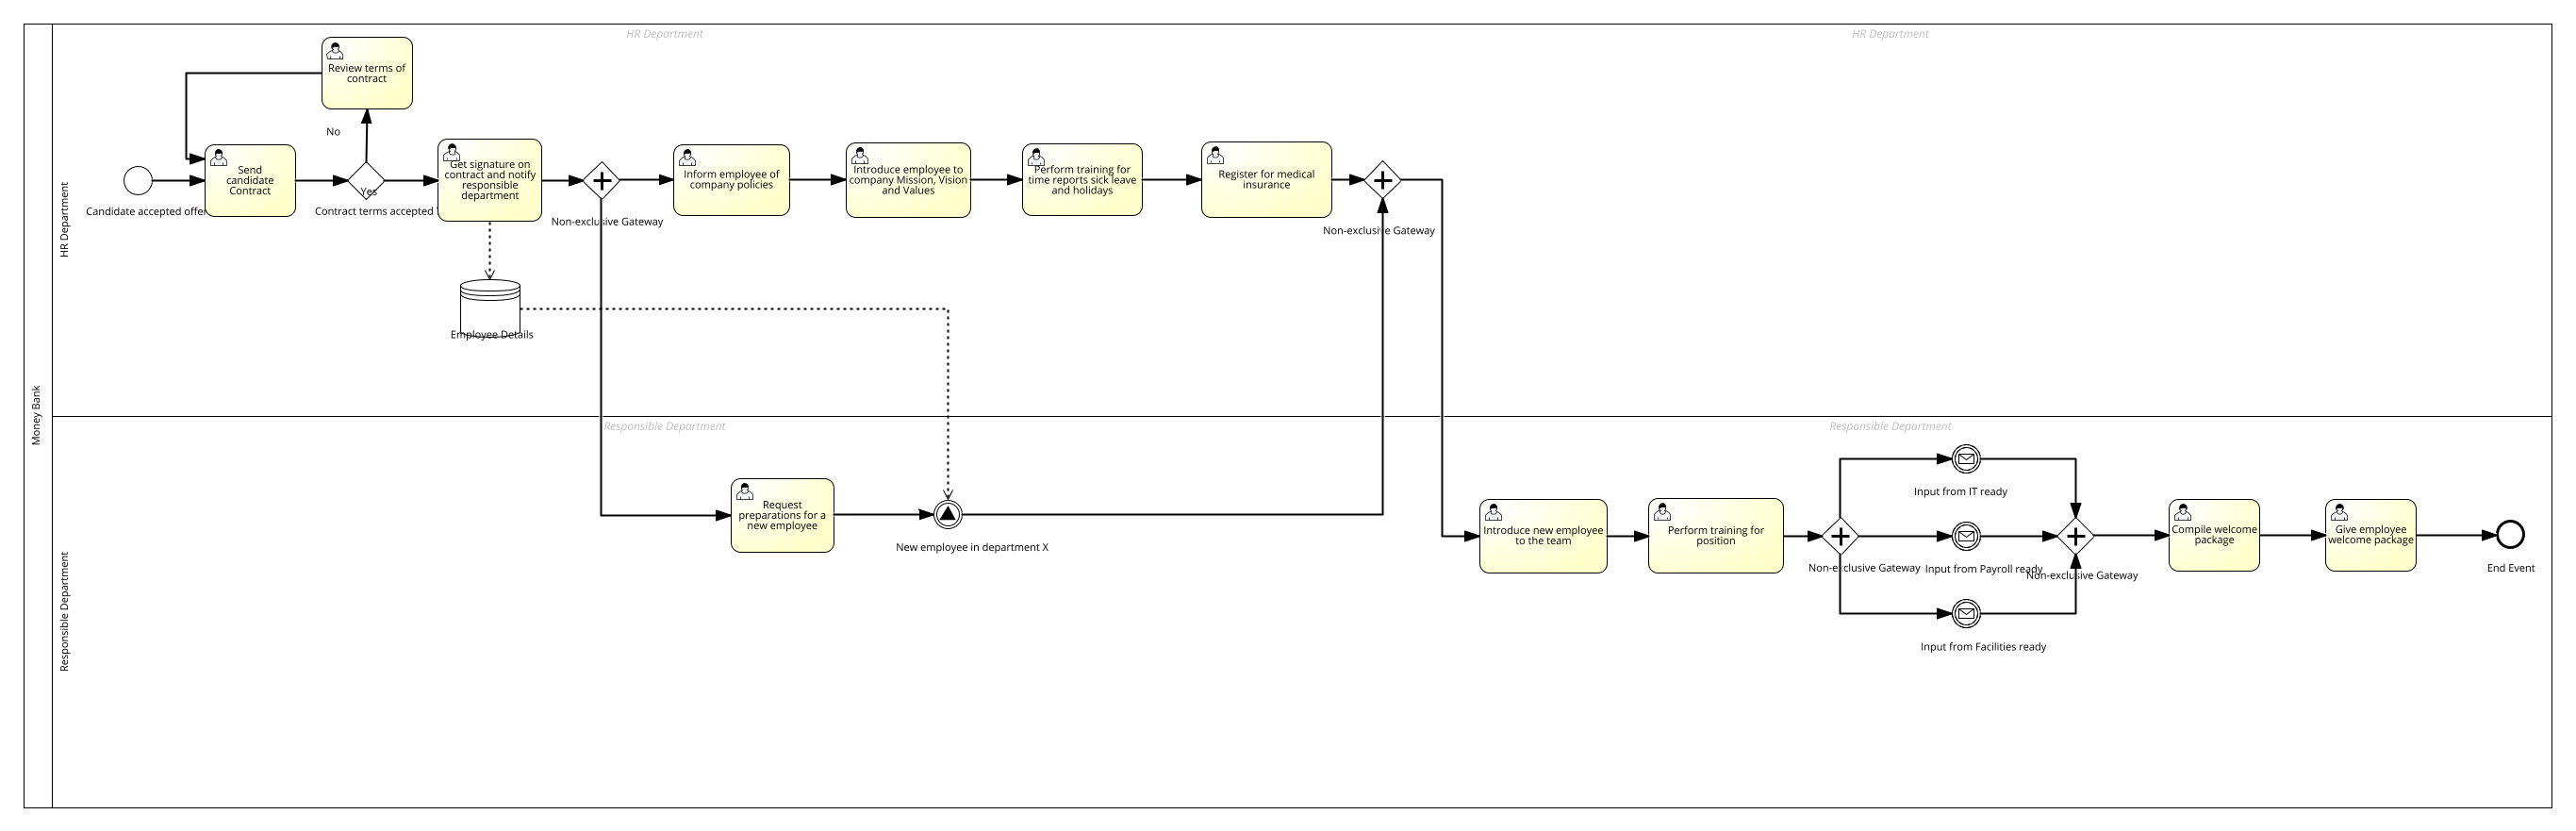 HR Department
HR Department
Review terms of
contract
No
Send
candidate
Contract
Candidate accepted offer
Yes
Contract terms accepted
Get signature on
contract and notify
responsible
department
Non-exclusive Gateway
Inform employee of
company policies
Introduce employee to
company Mission, Vision
and Values
Perform training for
time reports sick leave
and holidays
Register for medical
insurance
Non-exclusive Gateway
HR Department
Employee Details
Money Bank
Responsible Department
Responsible Department
Responsible Department
Request
preparations for a
new employee
New employee in department X
Introduce new employee
to the team
Perform training for
position
Non-exclusive Gateway
Input from IT ready
Input from Payroll ready
Non-exclusive Gateway
Input from Facilities ready
Compile welcome
package
Give employee
welcome package
End Event